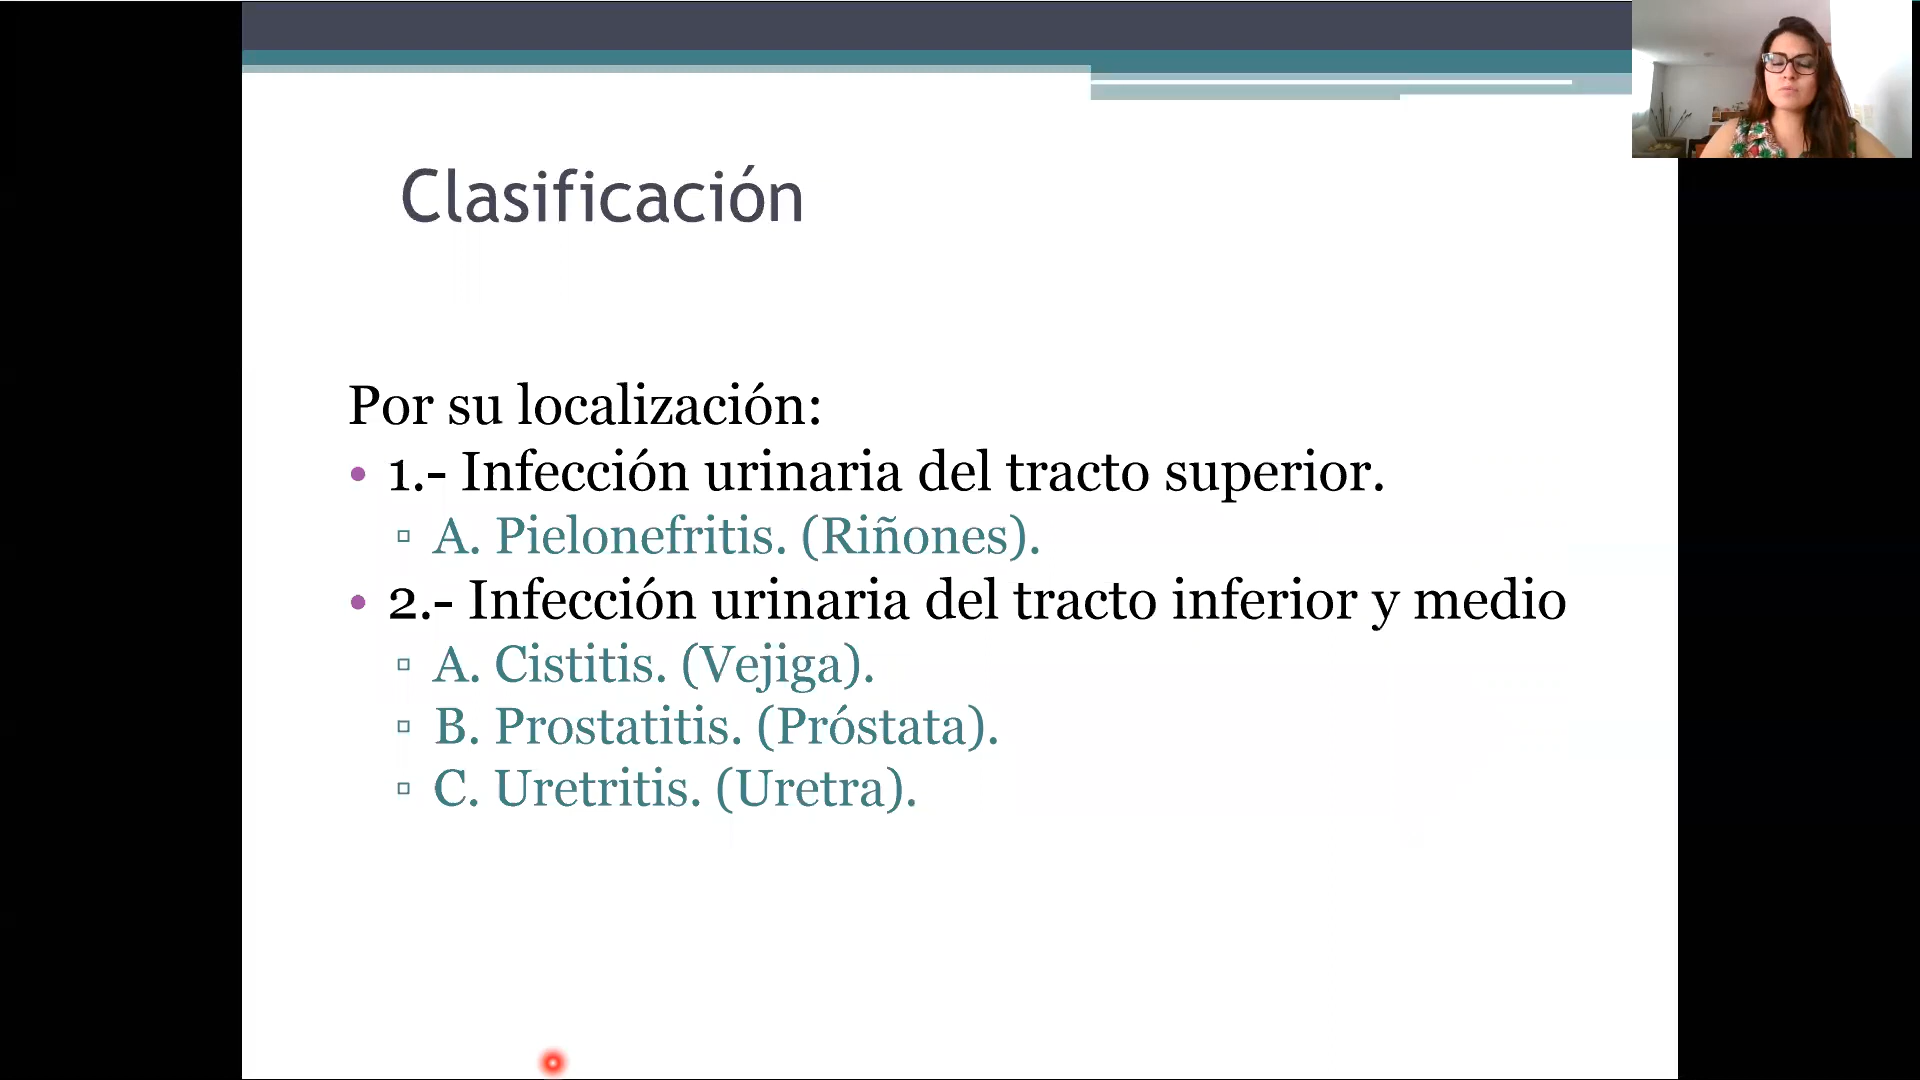 Clasificación
Por su localización:
• 1.- Infección urinaria del tracto superior.
▫ A. Pielonefritis. (Riñones).
• 2.- Infección urinaria del tracto inferior y medio
▫ A. Cistitis. (Vejiga).
▫ B. Prostatitis. (Próstata).
▫ C. Uretritis. (Uretra).